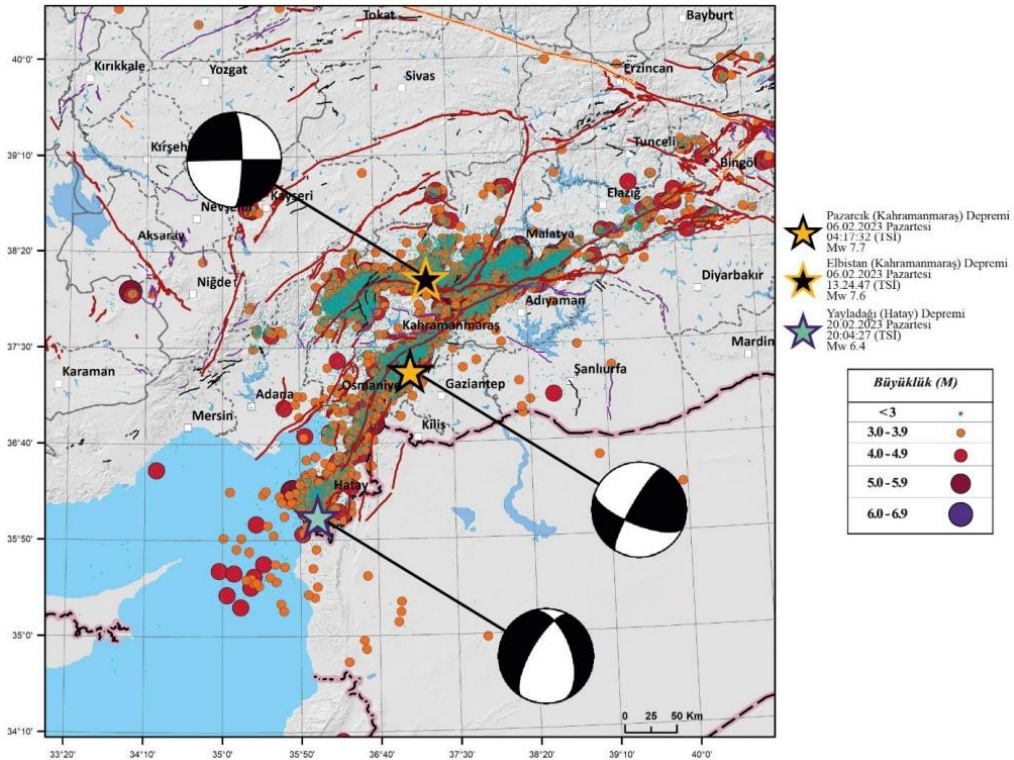 Tokat
Bayburt
40°0'
Kırıkkale
Yozgat
Sivas
Erzincan
39°10'
Kırşeh
Tunceli
Bingöl
Kayseri
Nevşehi
Elazığ
Aksaray
Malatya
38°20'
Niğde
Diyarbakır
Adıyaman
Kahramanmaraş
37°30'
Mardin
Karaman
Osmaniye
Gaziantep
Şanlıurfa
Adana
Mersin
Kilis
36°40'
Hatay
35°50'
35°0'
34°10'
0 25 50 Km
33°20' 34°10' 35°0' 35°50' 36°40' 37°30' 38°20' 39°10' 40°0'
Pazarcık (Kahramanmaraş) Depremi
06.02.2023 Pazartesi
04:17:32 (TSI)
Mw 7.7
Elbistan (Kahramanmaraş) Depremi
06.02.2023 Pazartesi
13.24.47 (TSI)
Mw 7.6
Yayladağı (Hatay) Depremi
20.02.2023 Pazartesi
20:04:27 (TSI)
Mw 6.4
Büyüklük (M)
<3
3.0 - 3.9
4.0 - 4.9
5.0 - 5.9
6.0 - 6.9